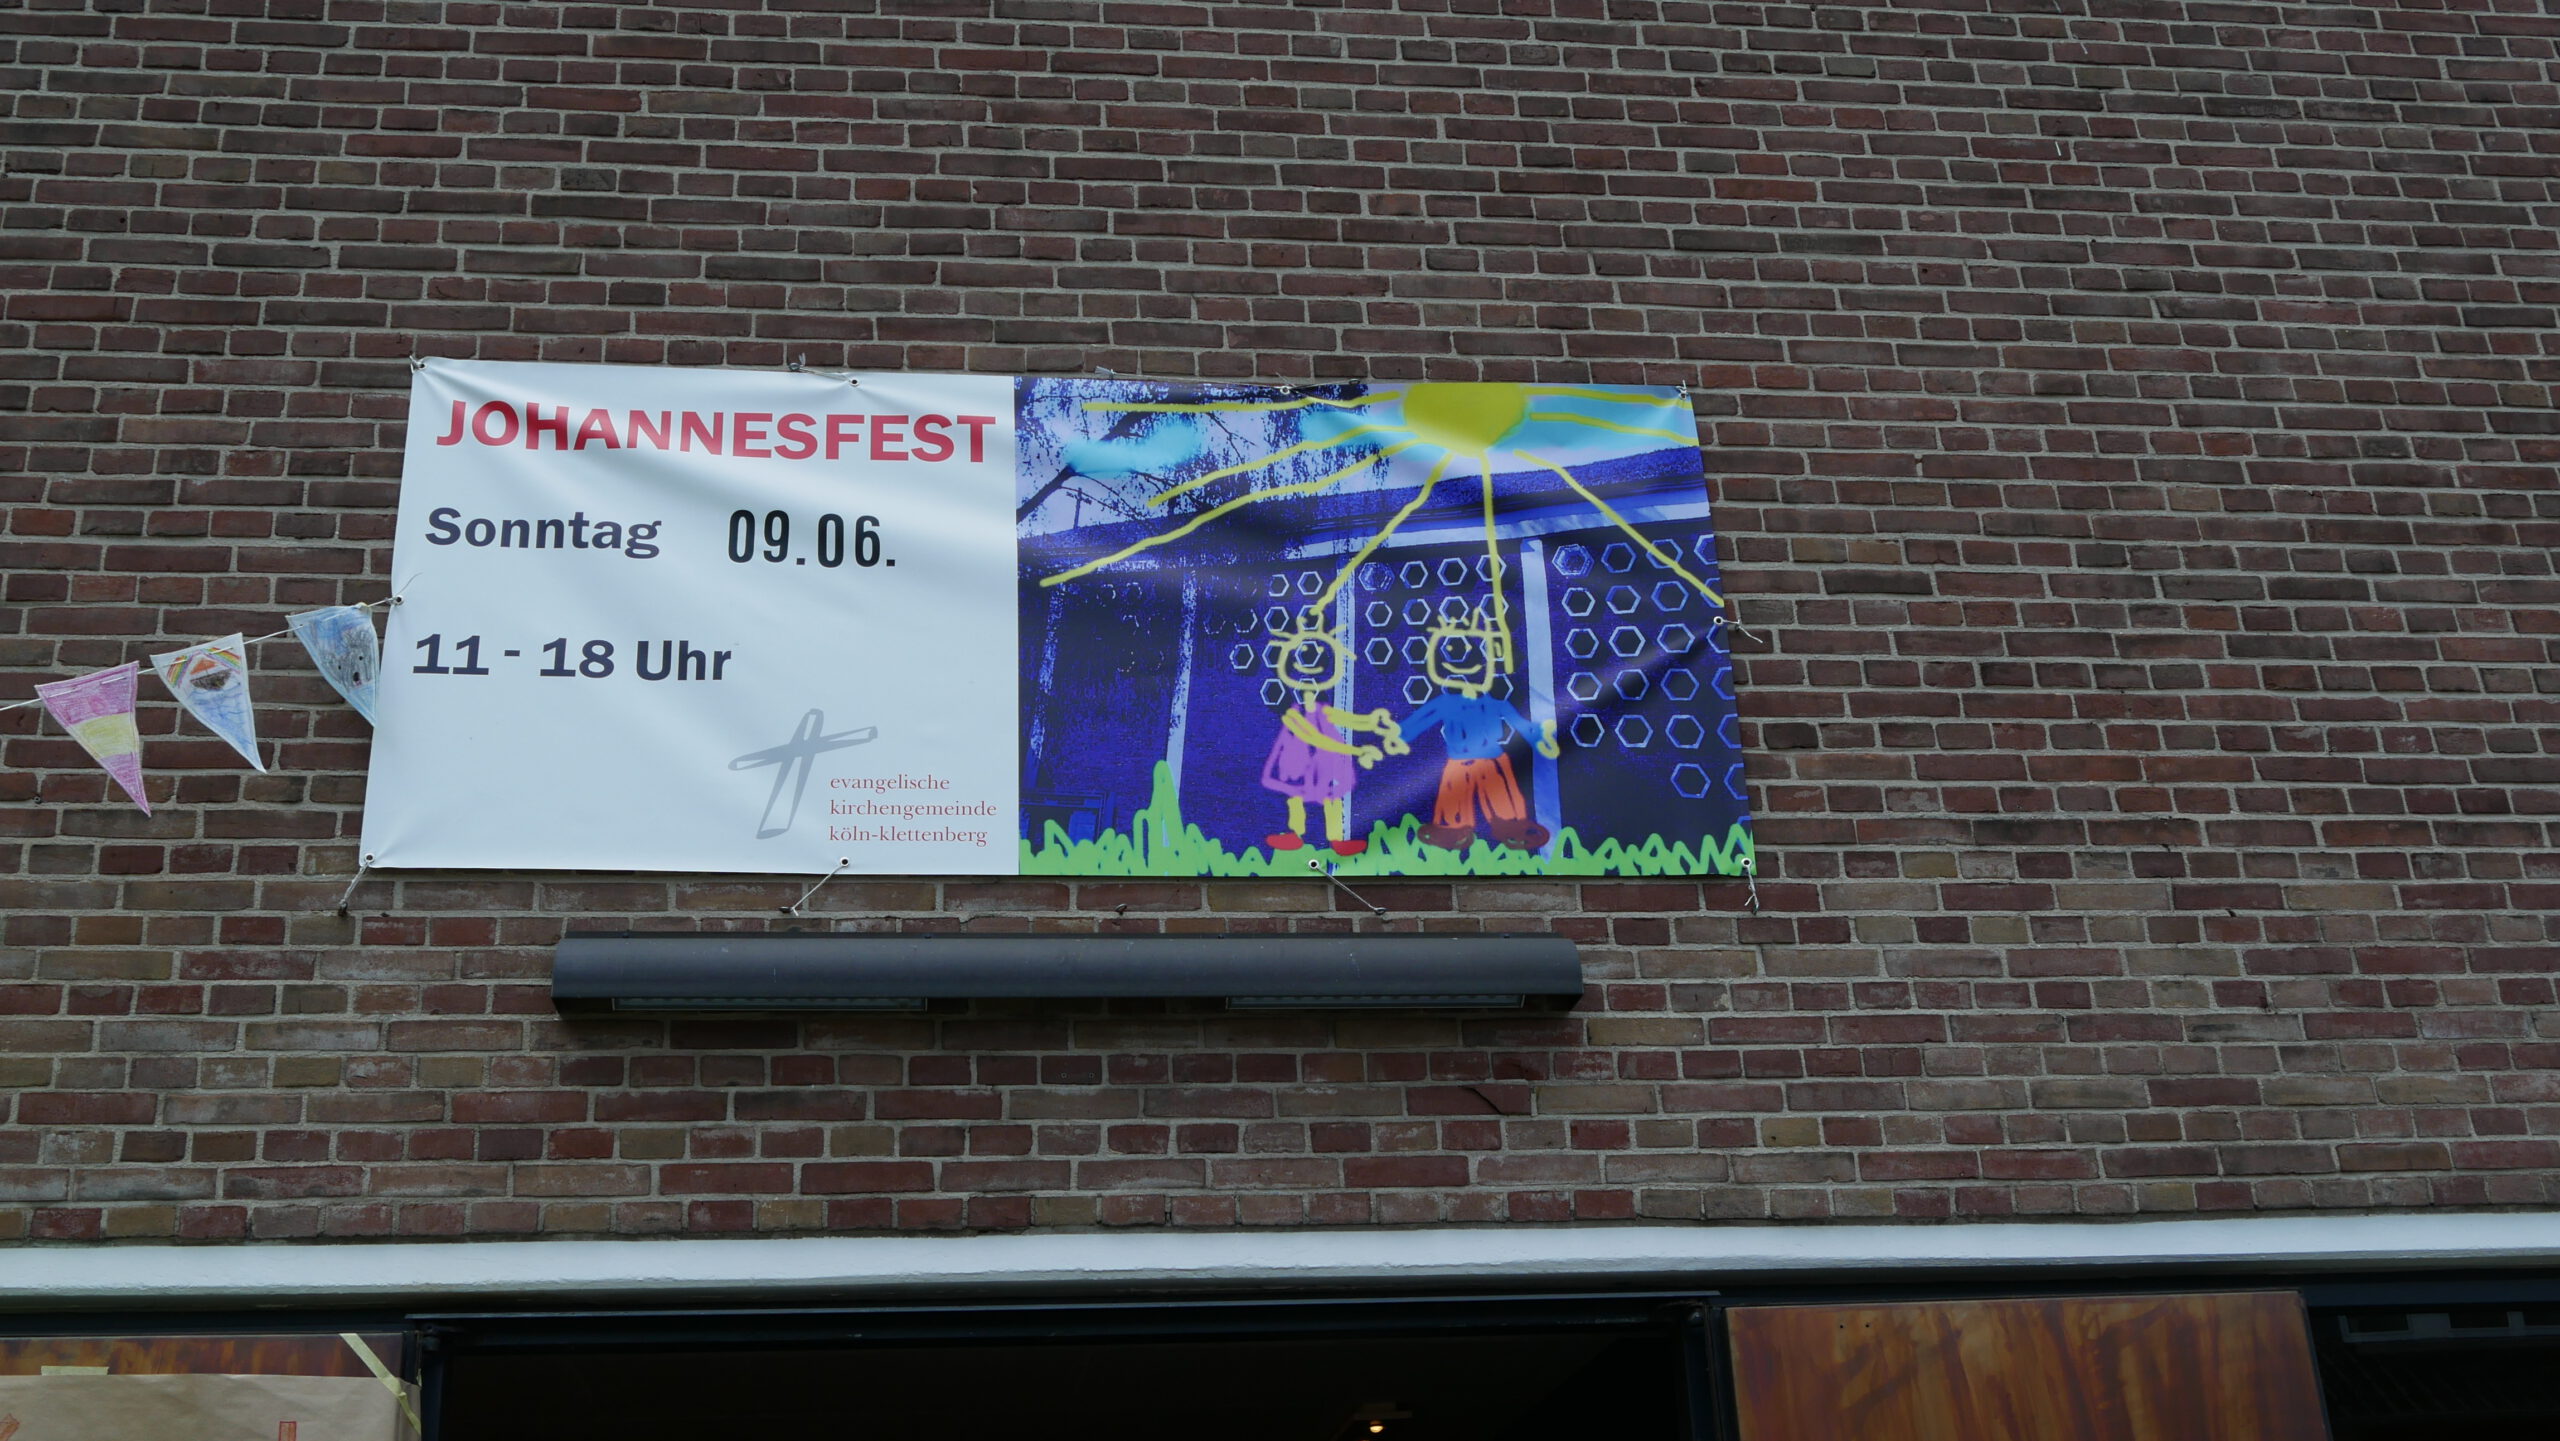 JOHANNESFEST
Sonntag 09.06.
11 - 18 Uhr
evangelische
kirchengemeinde
köln-klettenberg